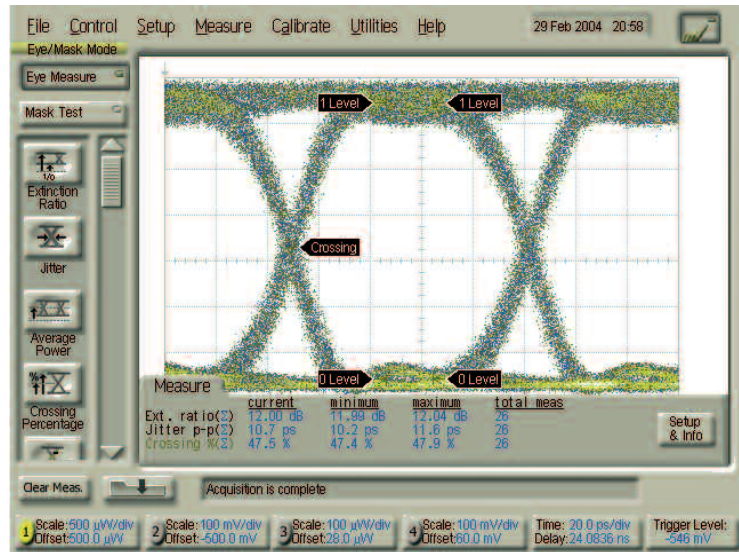 File Control Setup Measure Calibrate Utilities Help 29 Feb 2004 20:58
Eye/Mask Mode
Eye Measure
Mask Test
1/0
Extinction
Ratio
Jitter
Average
Power
%
Crossing
Percentage
1 Level 1 Level
Crossing
0 Level 0 Level
Measure
current minimum maximum total meas
Ext. ratio(Σ) 12.00 dB 11.99 dB 12.04 dB 26
Jitter p-p(Σ) 10.7 ps 10.2 ps 11.6 ps 26
Crossing %(Σ) 47.5 % 47.4 % 47.9 % 26
Setup
& Info
Clear Meas.
Acquisition is complete
1 Scale:500 µW/div
Offset:500.0 µW
2 Scale:100 mV/div
Offset:-500.0 mV
3 Scale:100 µW/div
Offset:28.0 µW
4 Scale:100 mV/div
Offset:60.0 mV
Time: 20.0 ps/div
Delay:24.0836 ns
Trigger Level:
-546 mV